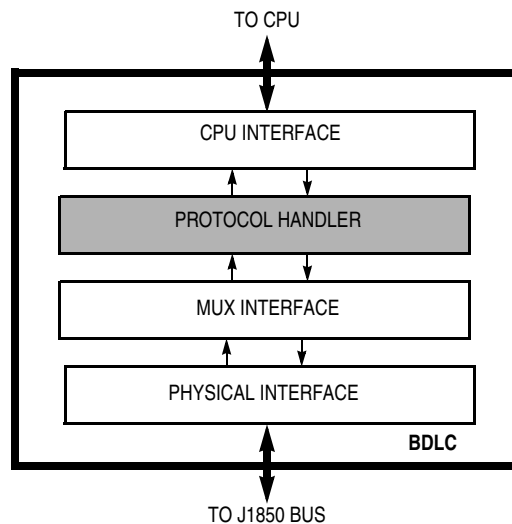 TO CPU
CPU INTERFACE
PROTOCOL HANDLER
MUX INTERFACE
PHYSICAL INTERFACE
BDLC
TO J1850 BUS